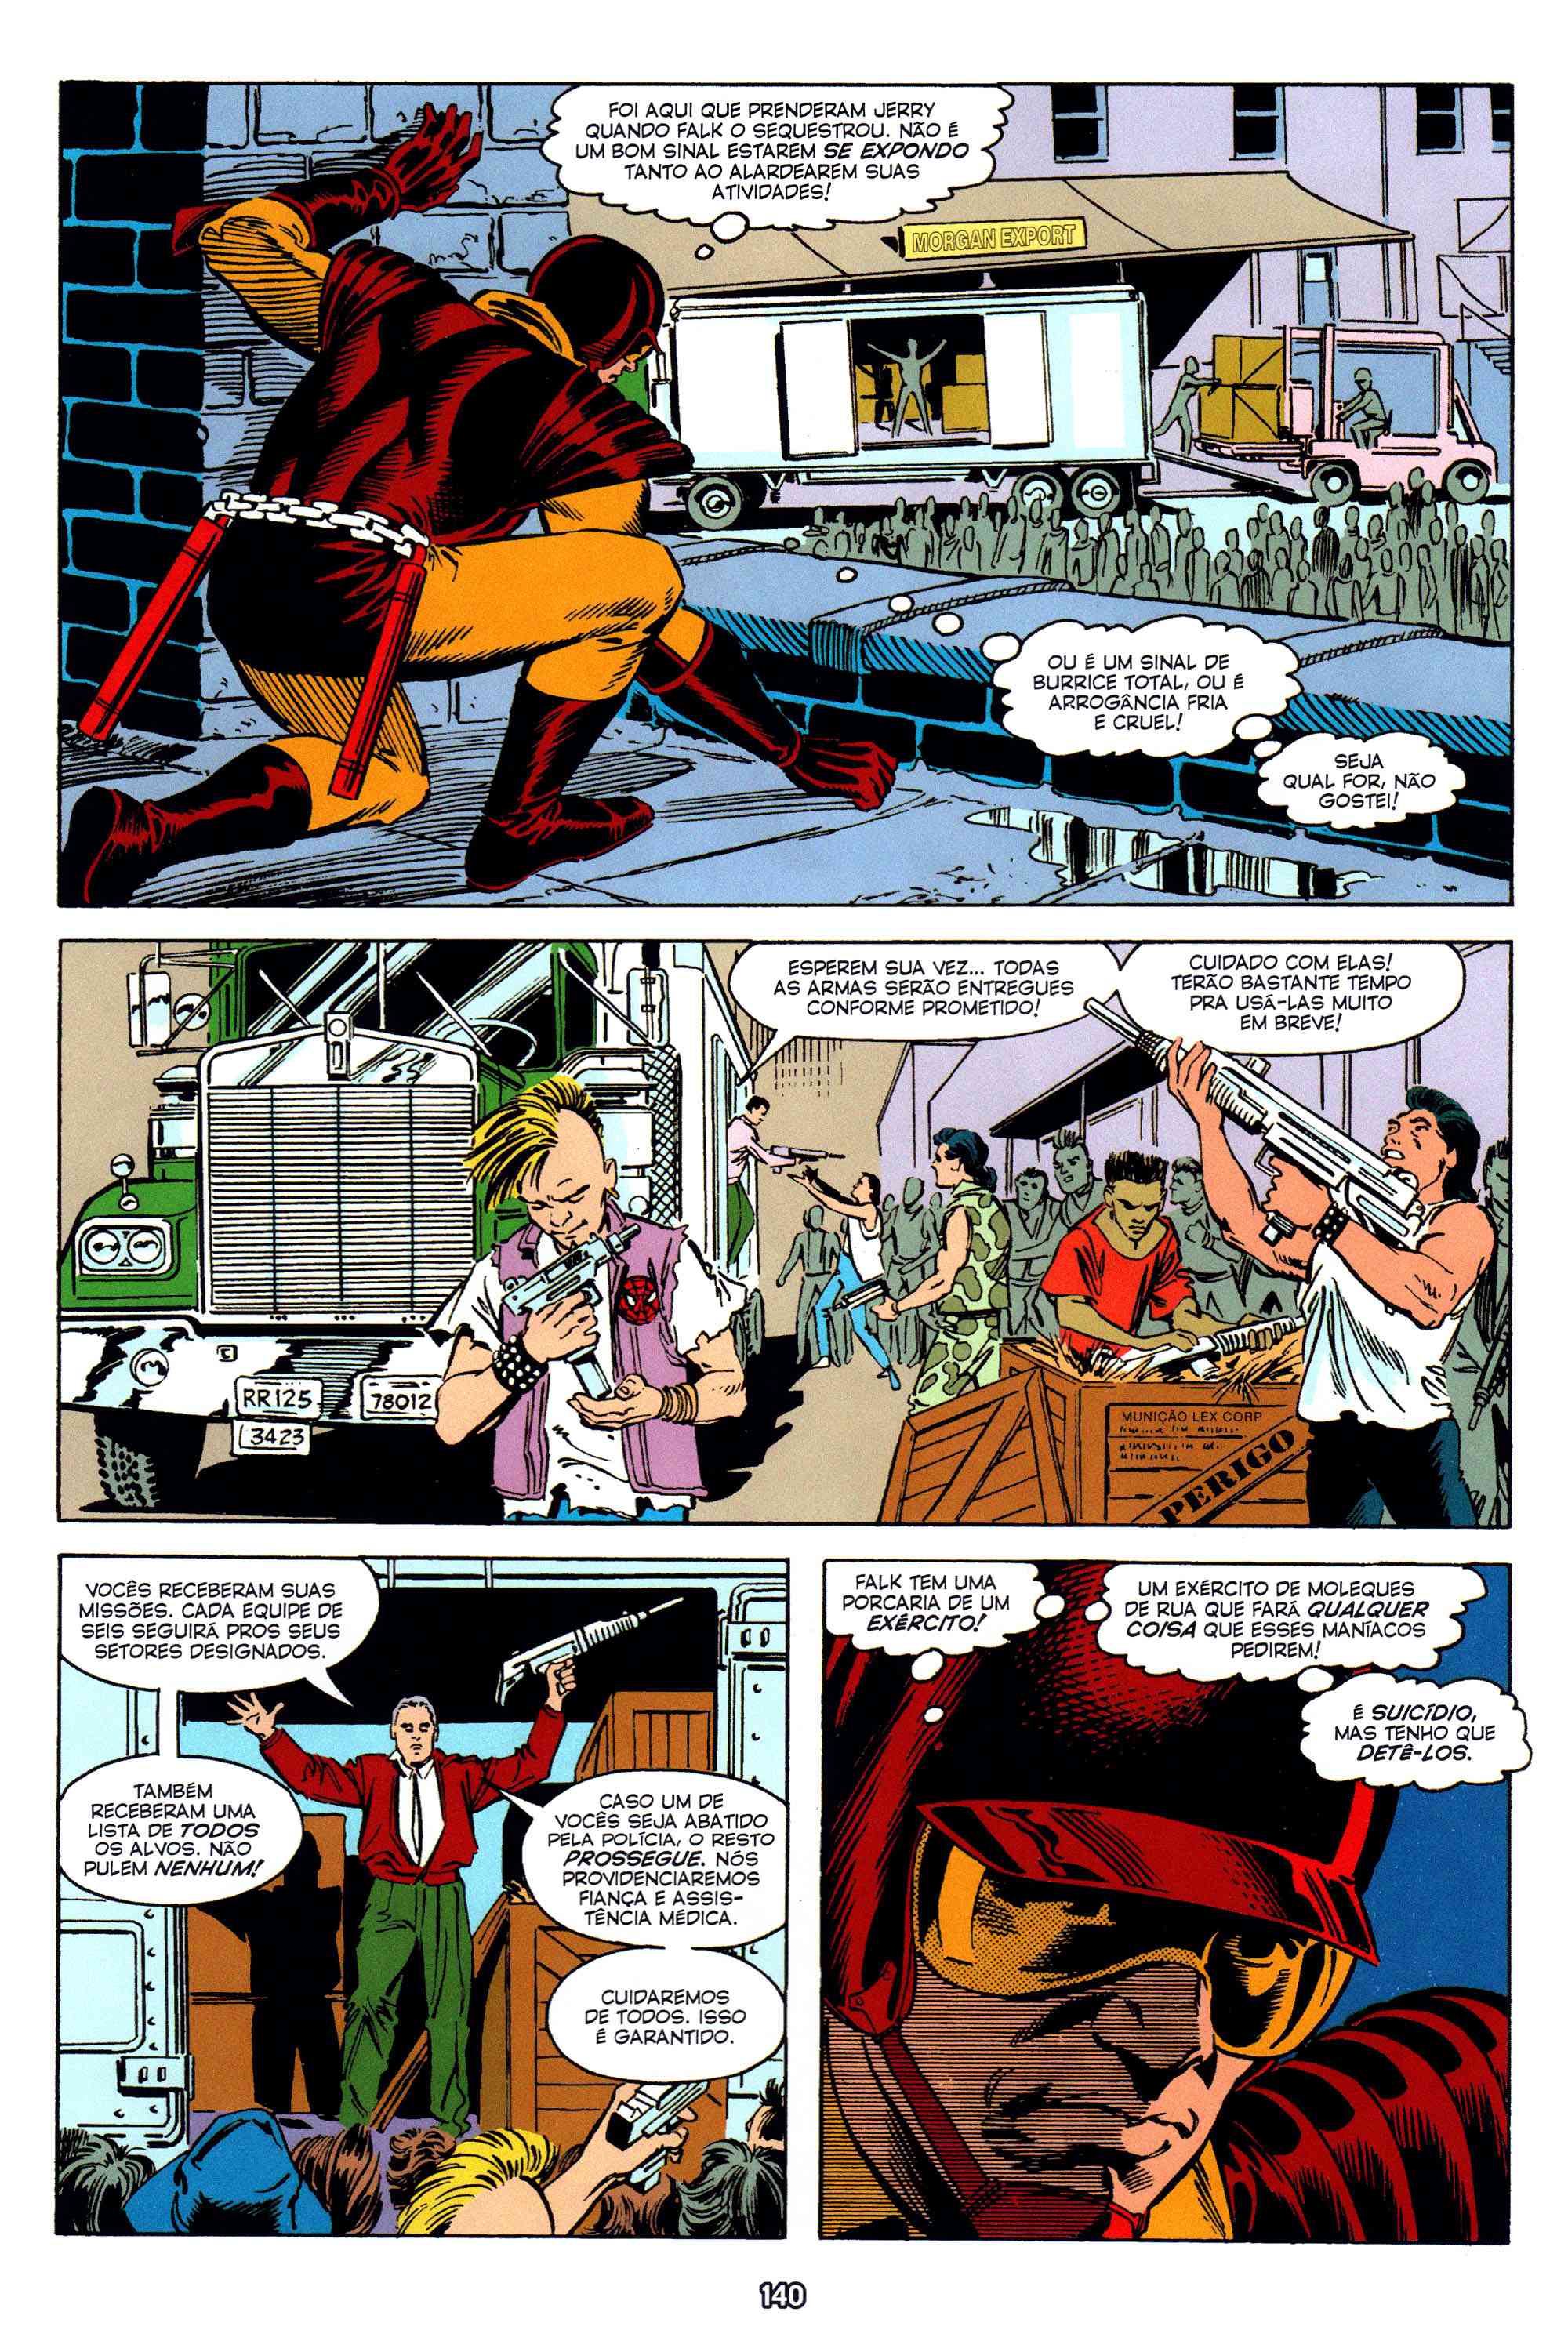 FOI AQUI QUE PRENDERAM JERRY
QUANDO FALK O SEQUESTROU. NÃO É
UM BOM SINAL ESTAREM SE EXPONDO
TANTO AO ALARDEAREM SUAS
ATIVIDADES!
MORGAN EXPORT
OU É UM SINAL DE
BURRICE TOTAL, OU É
ARROGÂNCIA FRIA
E CRUEL!
SEJA
QUAL FOR, NÃO
GOSTEI!
ESPEREM SUA VEZ... TODAS
AS ARMAS SERÃO ENTREGUES
CONFORME PROMETIDO!
CUIDADO COM ELAS!
TERÃO BASTANTE TEMPO
PRA USÁ-LAS MUITO
EM BREVE!
RR125
78012
3423
MUNIÇÃO LEX CORP
PERIGO
VOCÊS RECEBERAM SUAS
MISSÕES. CADA EQUIPE DE
SEIS SEGUIRÁ PROS SEUS
SETORES DESIGNADOS.
TAMBÉM
RECEBERAM UMA
LISTA DE TODOS
OS ALVOS. NÃO
PULEM NENHUM!
CASO UM DE
VOCÊS SEJA ABATIDO
PELA POLÍCIA, O RESTO
PROSSEGUE. NÓS
PROVIDENCIAREMOS
FIANÇA E ASSIS-
TÊNCIA MÉDICA.
CUIDAREMOS
DE TODOS. ISSO
É GARANTIDO.
FALK TEM UMA
PORCARIA DE UM
EXÉRCITO!
UM EXÉRCITO DE MOLEQUES
DE RUA QUE FARÁ QUALQUER
COISA QUE ESSES MANÍACOS
PEDIREM!
É SUICÍDIO,
MAS TENHO QUE
DETÊ-LOS.
140